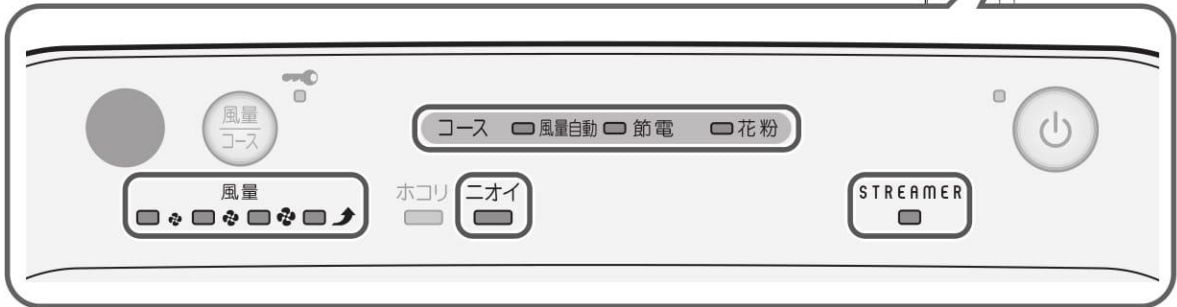 風量
コース
コース 風量自動 節電 花粉
風量
ホコリ
ニオイ
STREAMER